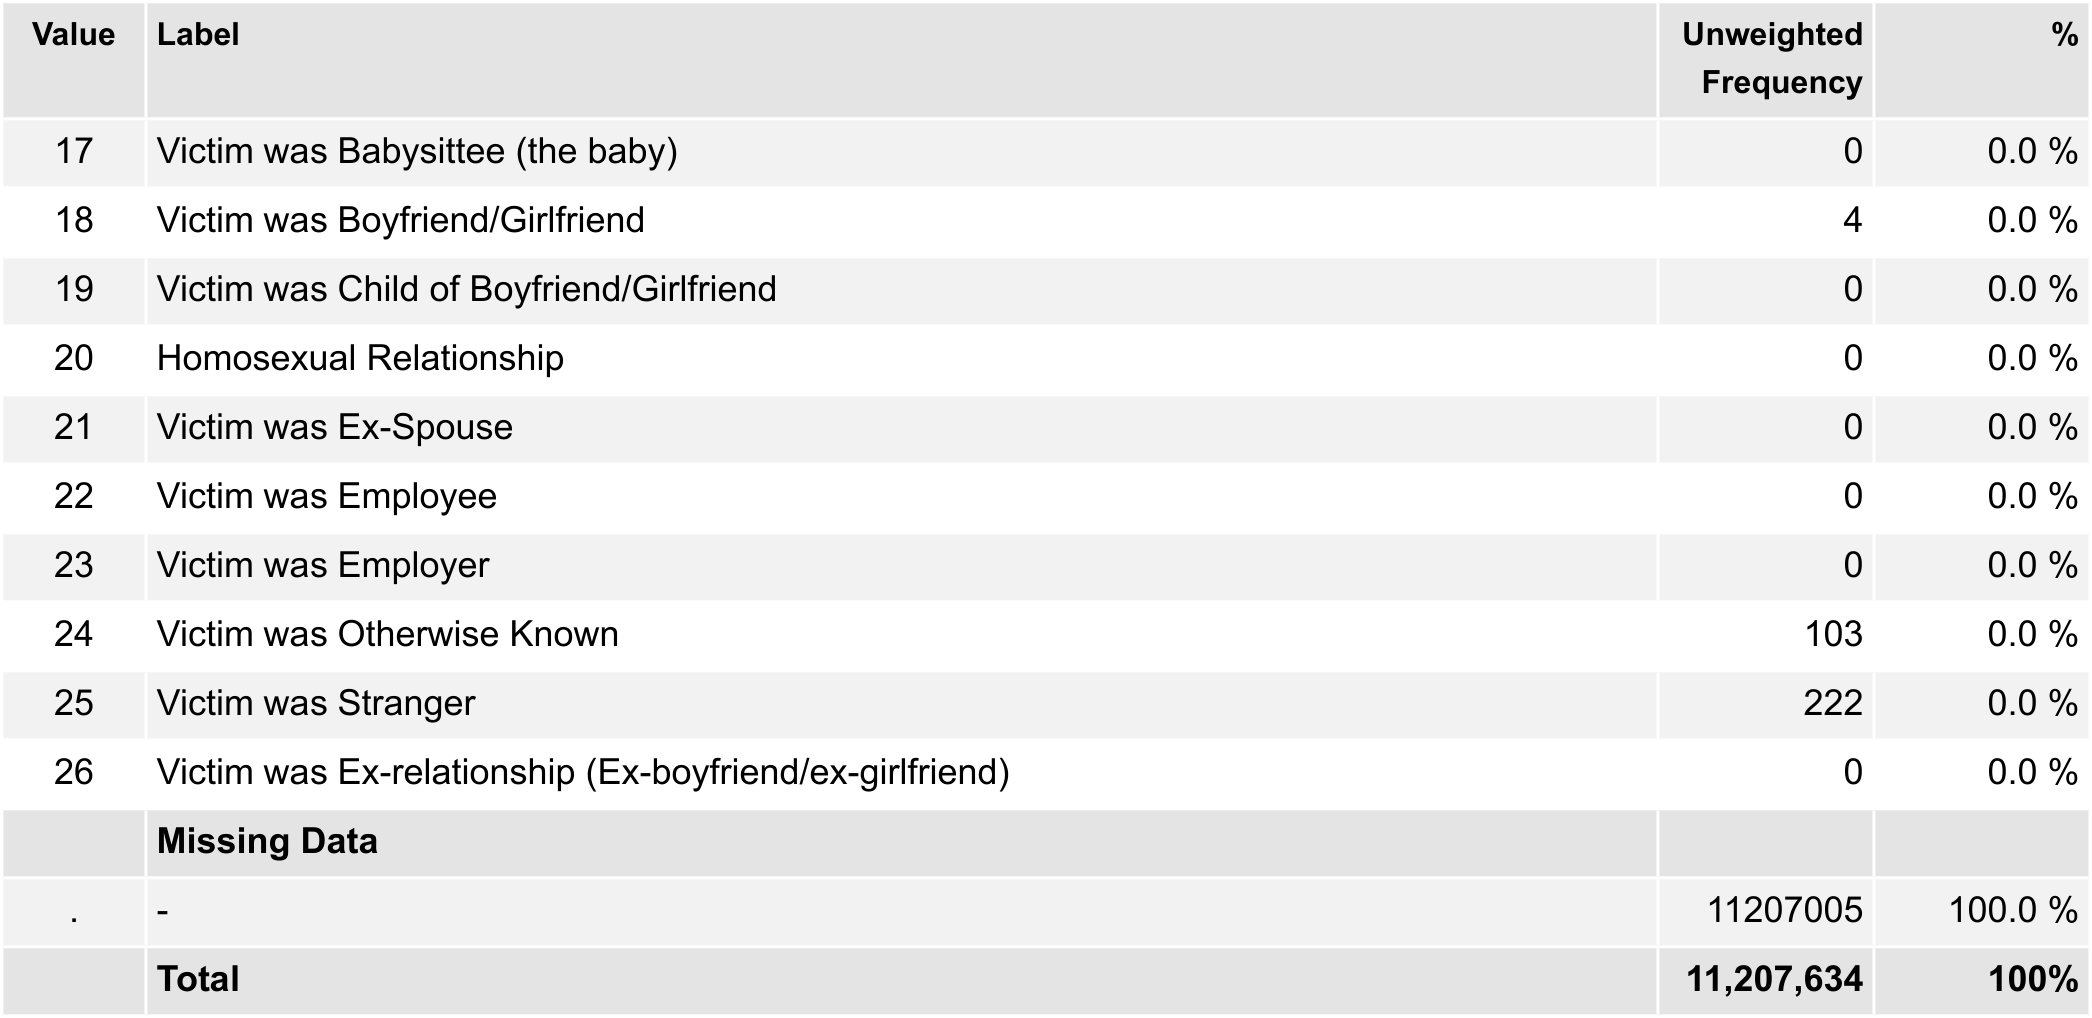 Value Label Unweighted Frequency %
17 Victim was Babysittee (the baby) 0 0.0 %
18 Victim was Boyfriend/Girlfriend 4 0.0 %
19 Victim was Child of Boyfriend/Girlfriend 0 0.0 %
20 Homosexual Relationship 0 0.0 %
21 Victim was Ex-Spouse 0 0.0 %
22 Victim was Employee 0 0.0 %
23 Victim was Employer 0 0.0 %
24 Victim was Otherwise Known 103 0.0 %
25 Victim was Stranger 222 0.0 %
26 Victim was Ex-relationship (Ex-boyfriend/ex-girlfriend) 0 0.0 %
Missing Data
. - 11207005 100.0 %
Total 11,207,634 100%